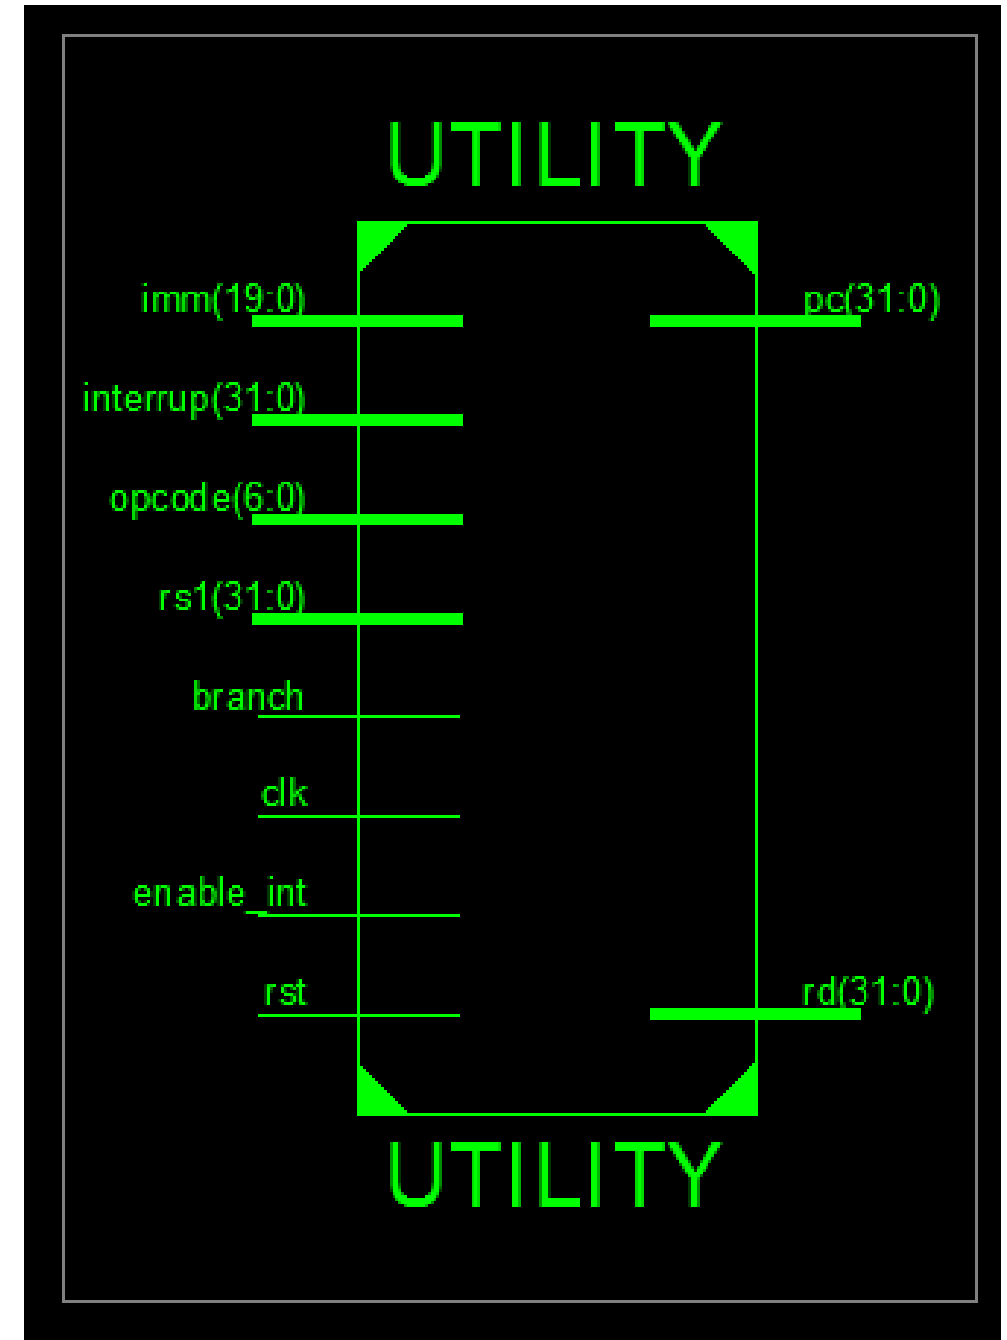 UTILITY
imm(19:0)
pc(31:0)
interrup(31:0)
opcode(6:0)
rs1(31:0)
branch
clk
enable_int
rst
rd(31:0)
UTILITY